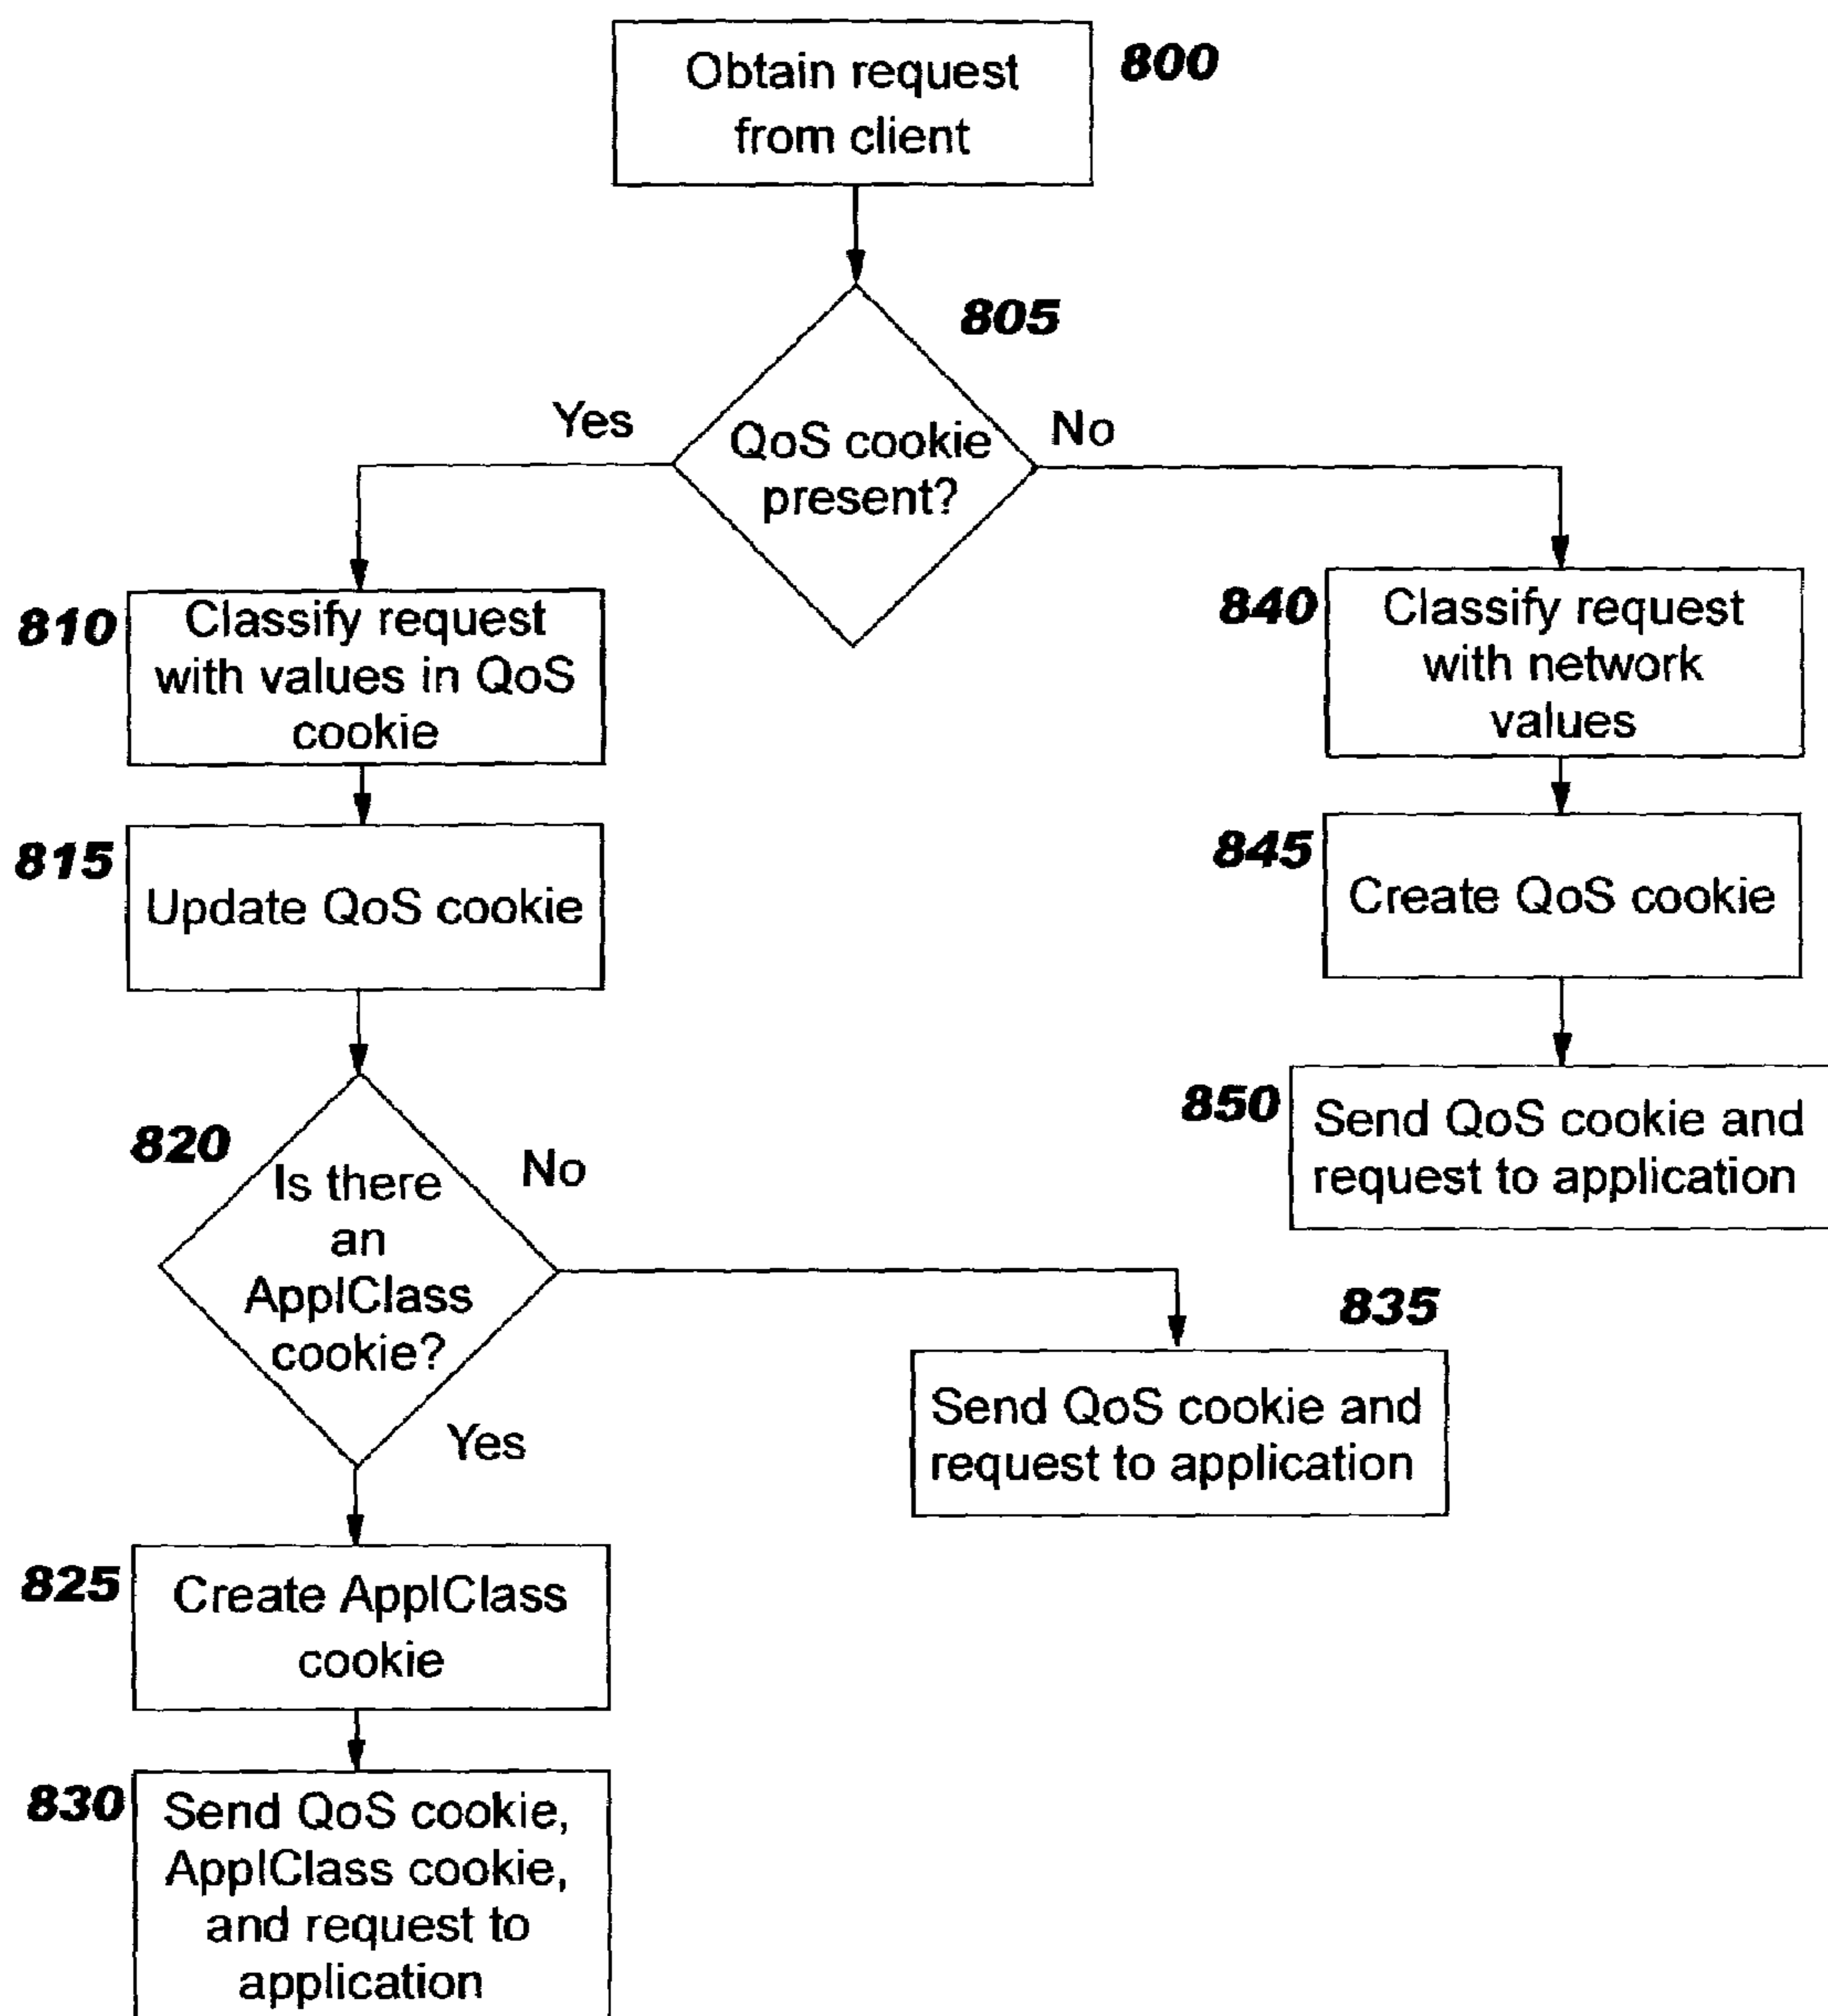 Obtain request
from client
800
805
QoS cookie
present?
Yes
No
810
Classify request
with values in QoS
cookie
840
Classify request
with network
values
815
Update QoS cookie
845
Create QoS cookie
850
Send QoS cookie and
request to application
820
Is there
an
ApplClass
cookie?
No
Yes
835
Send QoS cookie and
request to application
825
Create ApplClass
cookie
830
Send QoS cookie,
ApplClass cookie,
and request to
application